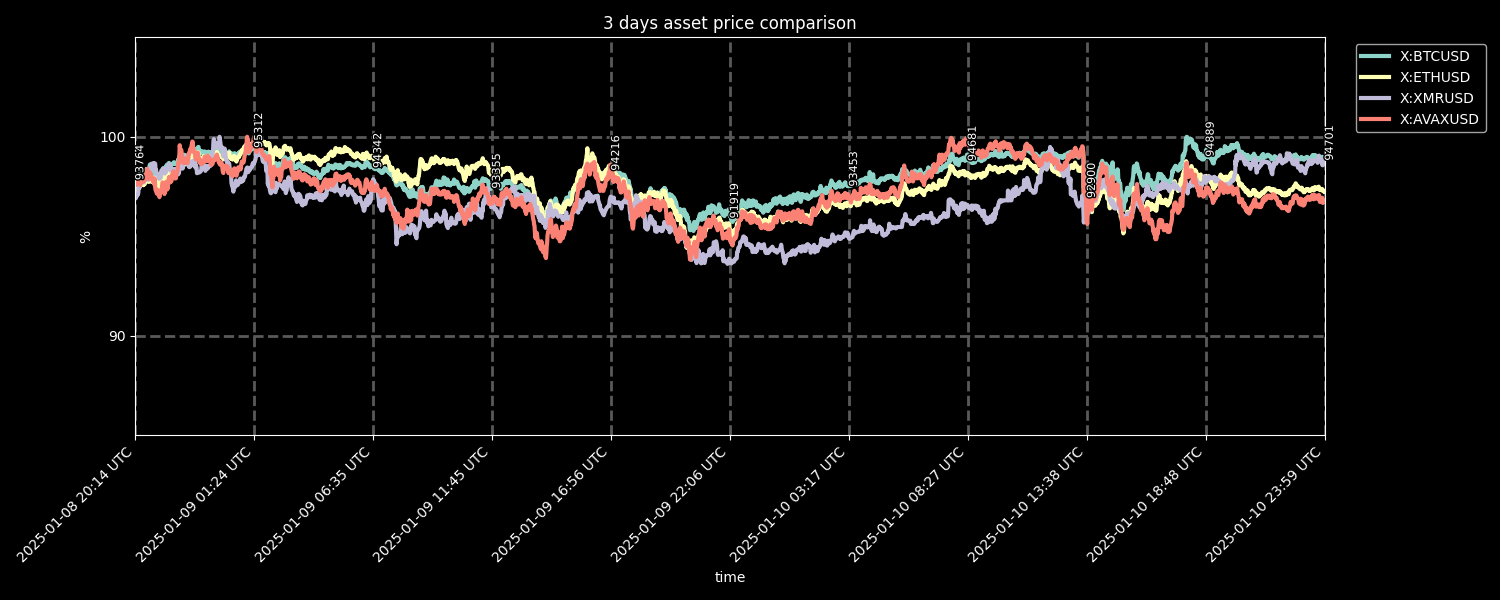 3 days asset price comparison
X:BTCUSD
X:ETHUSD
X:XMRUSD
X:AVAXUSD
%
100
90
93764
95312
94342
93355
94216
91919
93453
94681
92900
94889
94701
2025-01-08 20:14 UTC
2025-01-09 01:24 UTC
2025-01-09 06:35 UTC
2025-01-09 11:45 UTC
2025-01-09 16:56 UTC
2025-01-09 22:06 UTC
2025-01-10 03:17 UTC
2025-01-10 08:27 UTC
2025-01-10 13:38 UTC
2025-01-10 18:48 UTC
2025-01-10 23:59 UTC
time